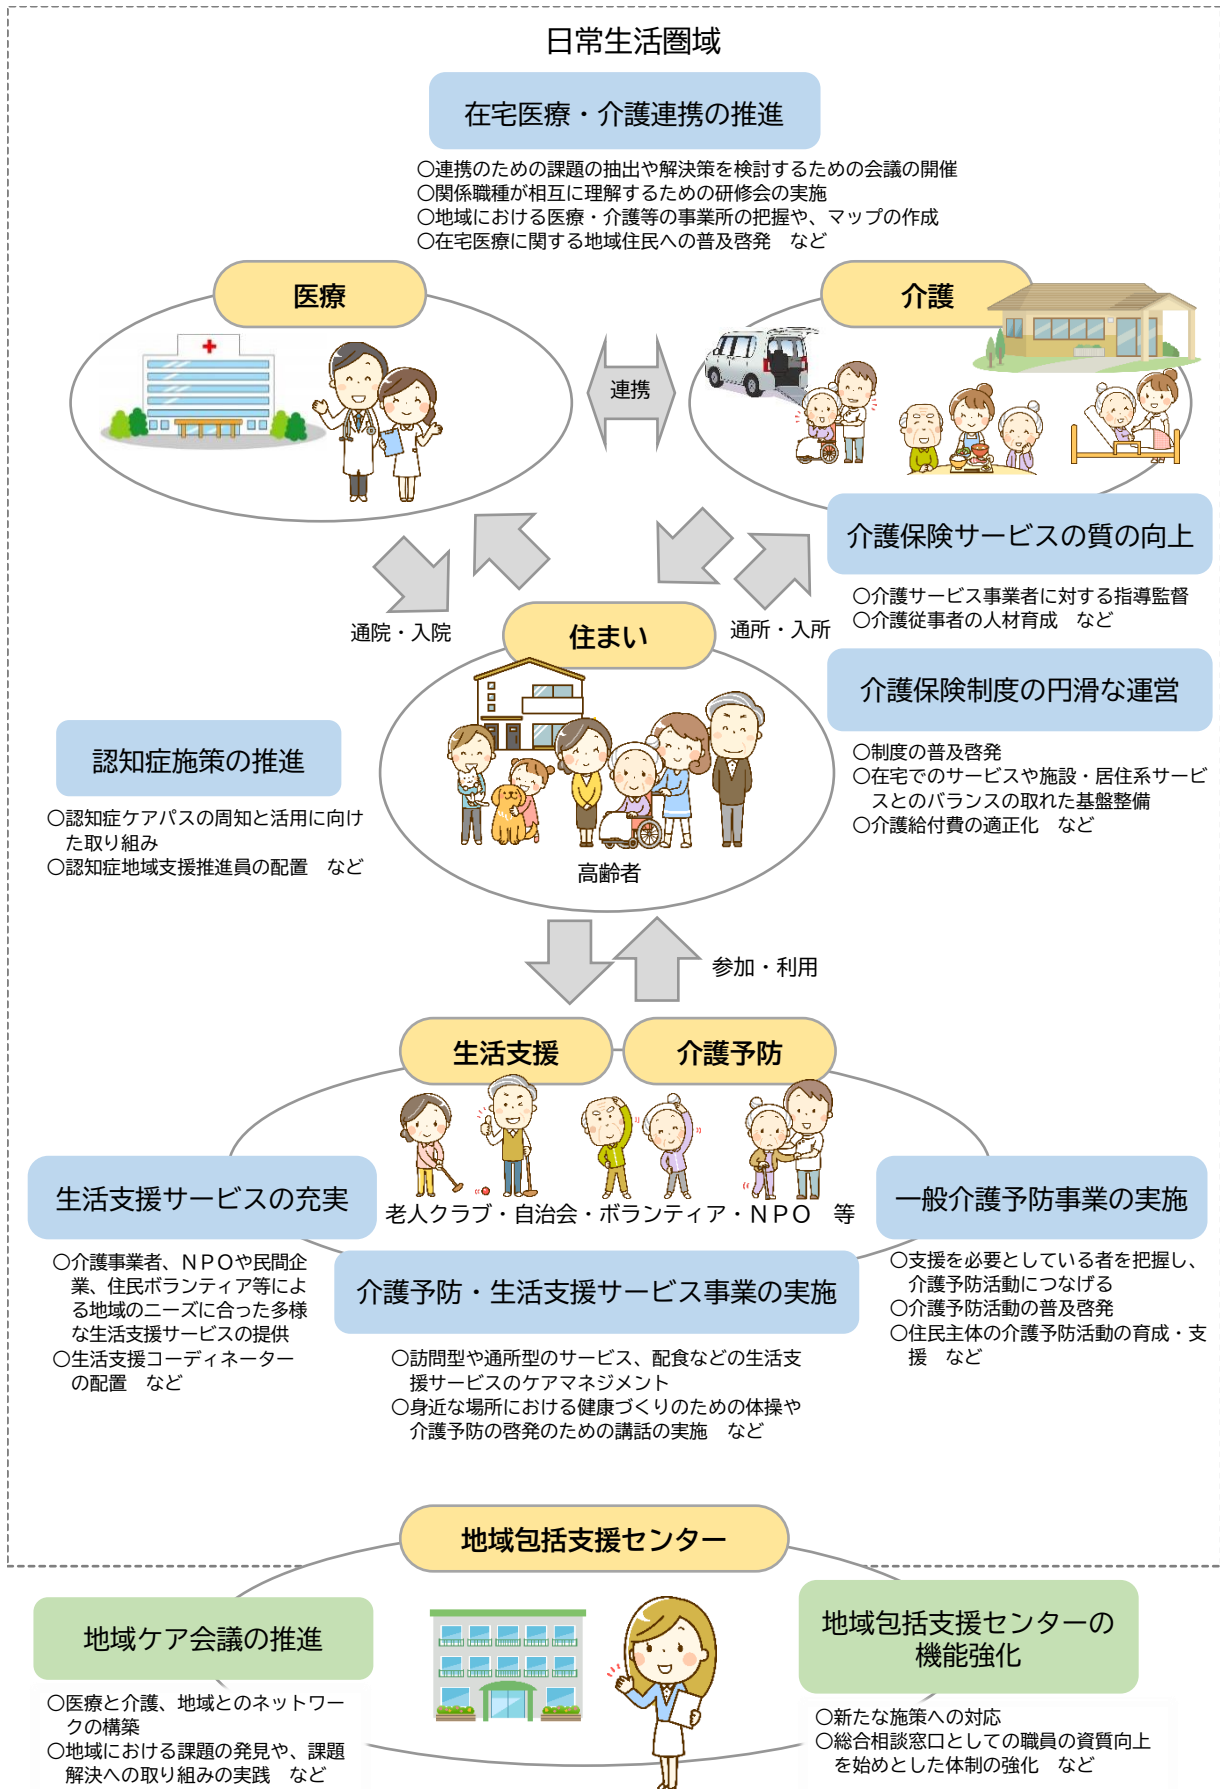 日常生活圏域
在宅医療・介護連携の推進
〇連携のための課題の抽出や解決策を検討するための会議の開催
〇関係職種が相互に理解するための研修会の実施
〇地域における医療・介護等の事業所の把握や、マップの作成
〇在宅医療に関する地域住民への普及啓発　など
医療
介護
連携
介護保険サービスの質の向上
〇介護サービス事業者に対する指導監督
〇介護従事者の人材育成　など
通院・入院
住まい
通所・入所
介護保険制度の円滑な運営
〇制度の普及啓発
〇在宅でのサービスや施設・居住系サービ
スとのバランスの取れた基盤整備
〇介護給付費の適正化　など
認知症施策の推進
〇認知症ケアパスの周知と活用に向け
た取り組み
〇認知症地域支援推進員の配置　など
高齢者
参加・利用
生活支援
介護予防
老人クラブ・自治会・ボランティア・ＮＰＯ　等
生活支援サービスの充実
〇介護事業者、ＮＰＯや民間企
業、住民ボランティア等によ
る地域のニーズに合った多様
な生活支援サービスの提供
〇生活支援コーディネーター
の配置　など
介護予防・生活支援サービス事業の実施
〇訪問型や通所型のサービス、配食などの生活支
援サービスのケアマネジメント
〇身近な場所における健康づくりのための体操や
介護予防の啓発のための講話の実施　など
一般介護予防事業の実施
〇支援を必要としている者を把握し、
介護予防活動につなげる
〇介護予防活動の普及啓発
〇住民主体の介護予防活動の育成・支
援　など
地域包括支援センター
地域ケア会議の推進
〇医療と介護、地域とのネットワー
クの構築
〇地域における課題の発見や、課題
解決への取り組みの実践　など
地域包括支援センターの
機能強化
〇新たな施策への対応
〇総合相談窓口としての職員の資質向上
を始めとした体制の強化　など